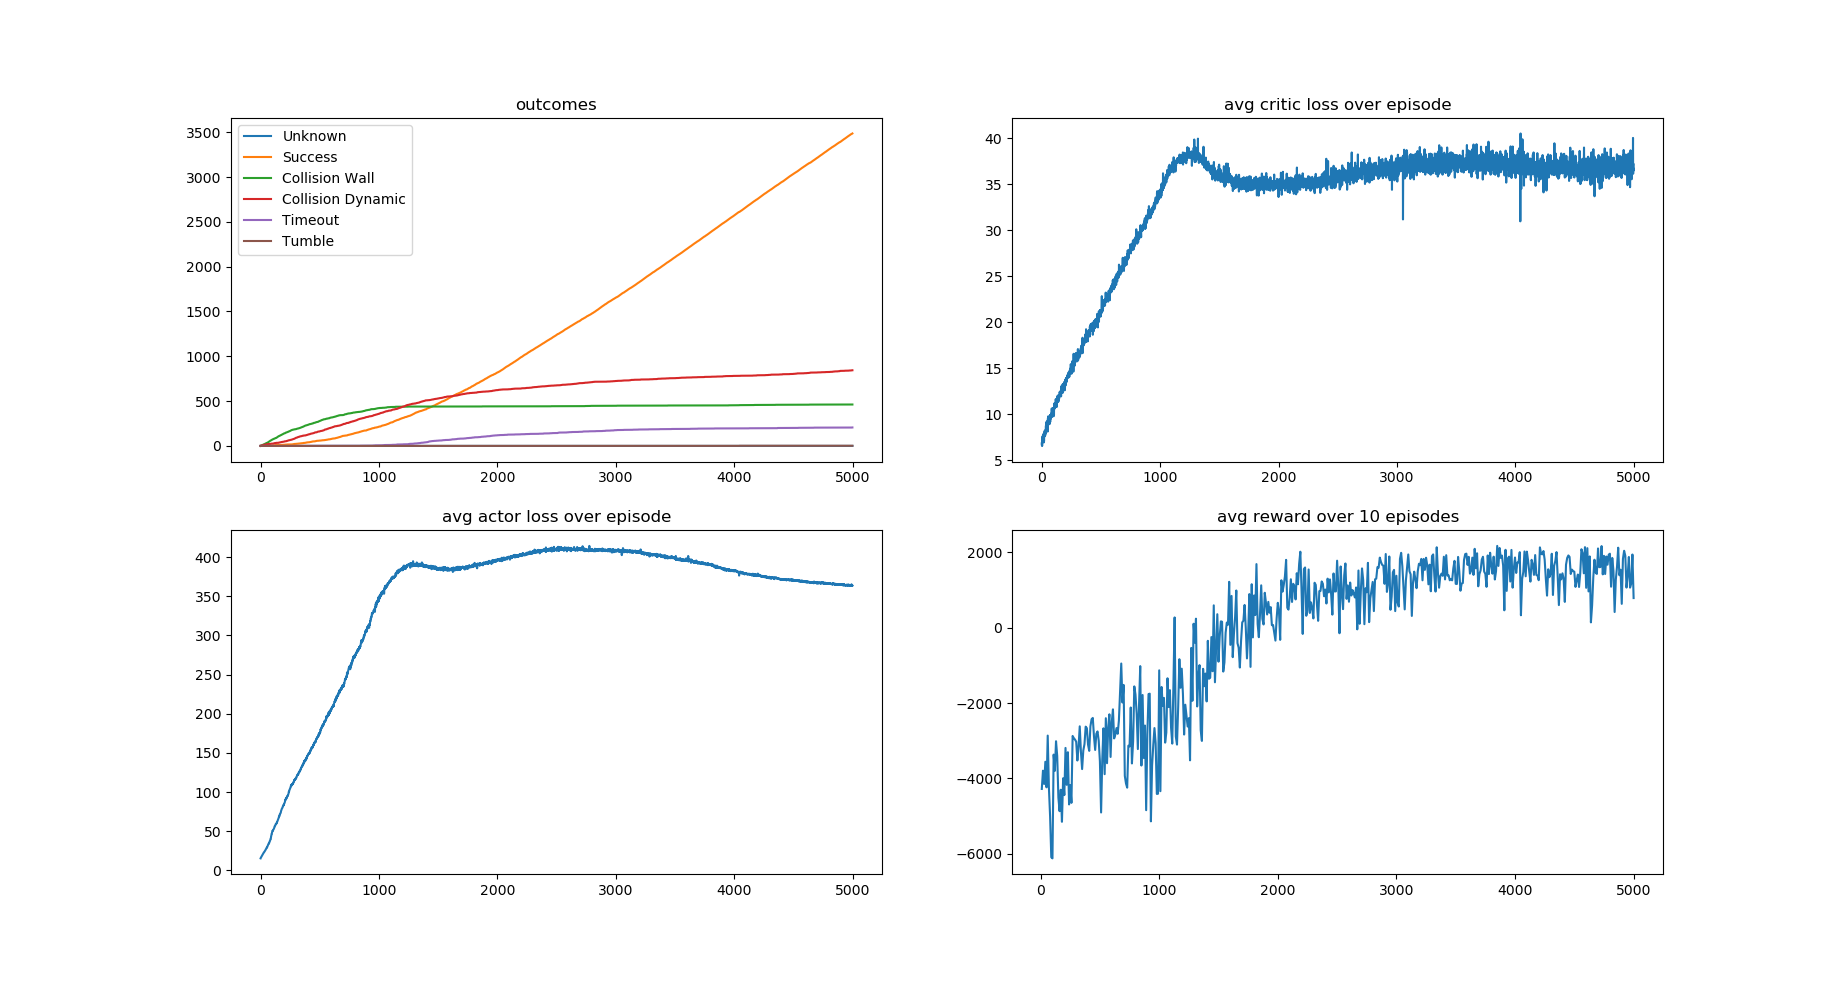 outcomes
3500
3000
2500
2000
1500
1000
500
0
Unknown
Success
Collision Wall
Collision Dynamic
Timeout
Tumble
0 1000 2000 3000 4000 5000
avg critic loss over episode
40
35
30
25
20
15
10
5
0 1000 2000 3000 4000 5000
avg actor loss over episode
400
350
300
250
200
150
100
50
0
0 1000 2000 3000 4000 5000
avg reward over 10 episodes
2000
0
−2000
−4000
−6000
0 1000 2000 3000 4000 5000